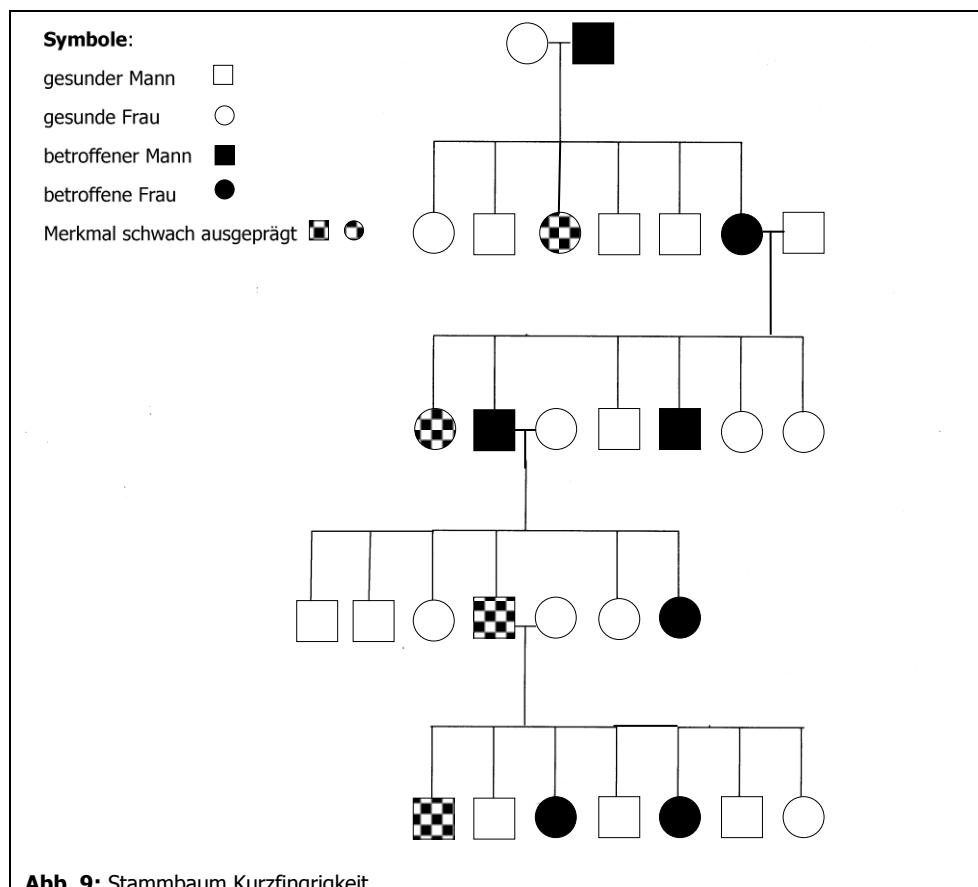 Symbole:
gesunder Mann
gesunde Frau
betroffener Mann
betroffene Frau
Merkmal schwach ausgeprägt
Abb. 9: Stammbaum Kurzfingrigkeit